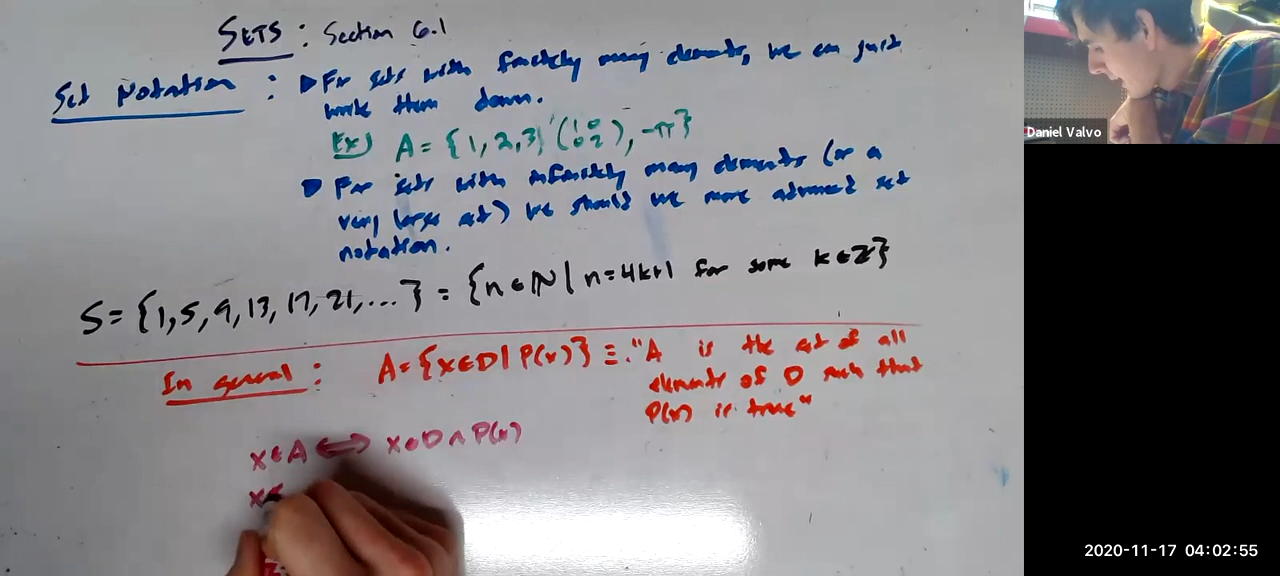 SETS : Section 6.1
Set Notation : ▷ For sets with finitely many elements, we can just
write them down.
(Ex) A = {1, 2, 3, (1 0 0 2), -π}
▷ For sets with infinitely many elements (or a
very large set) we should use more advanced set
notation.
S = {1, 5, 9, 13, 17, 21, ...} = {n ∈ ℕ | n = 4k+1 for some k ∈ ℤ}
In general : A = {x ∈ D | P(x)} ≡ "A is the set of all
elements of D such that
P(x) is true"
x ∈ A ↔ x ∈ D ∧ P(x)
x
Daniel Valvo
2020-11-17 04:02:55